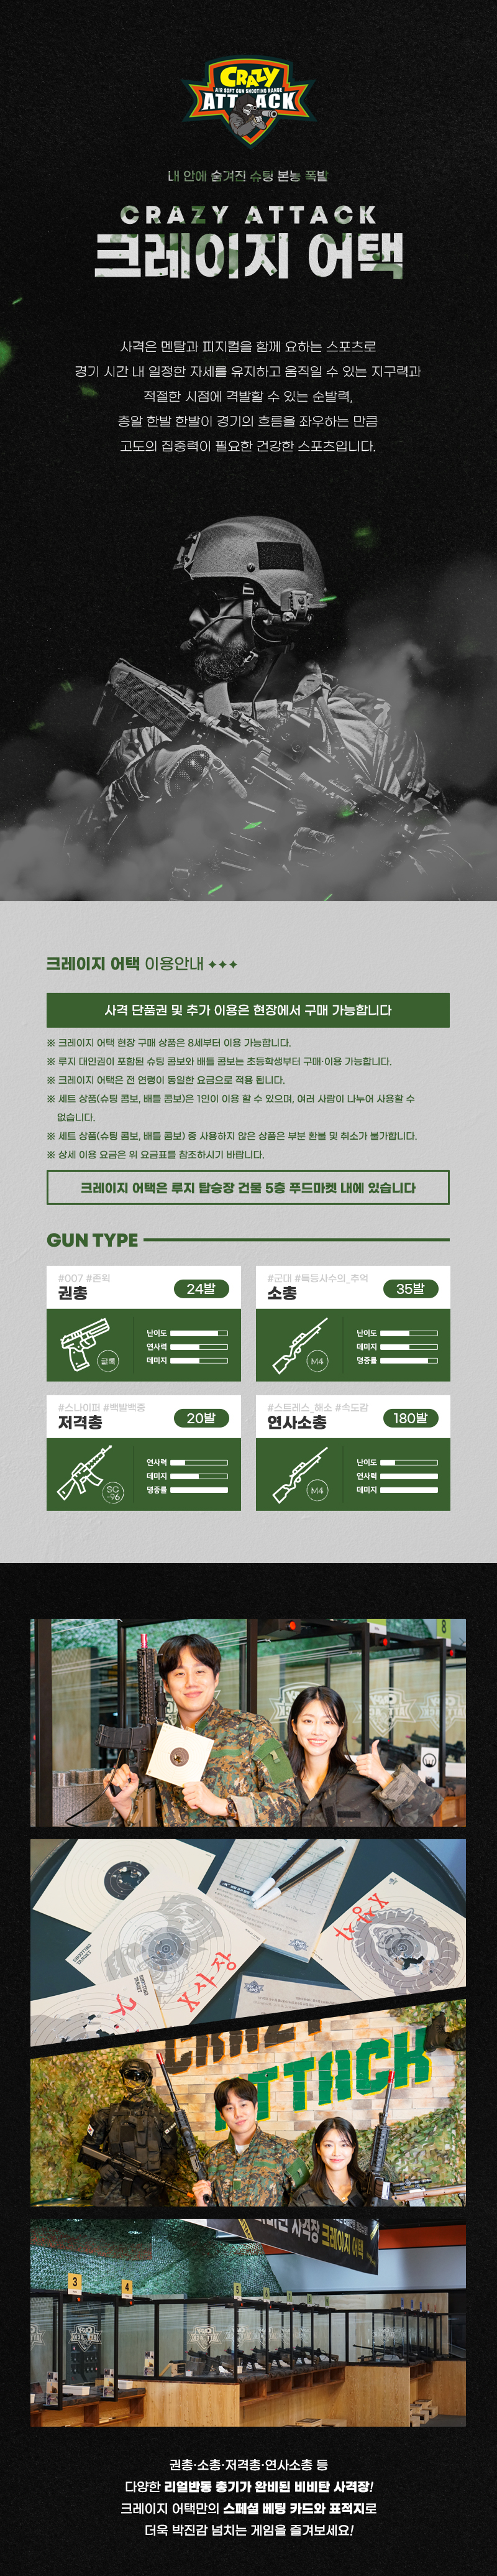 CRAZY
AIR SOFT GUN SHOOTING RANGE
ATTACK
내 안에 숨겨진 슈팅 본능 폭발
CRAZY ATTACK
크레이지 어택
사격은 멘탈과 피지컬을 함께 요하는 스포츠로
경기 시간 내 일정한 자세를 유지하고 움직일 수 있는 지구력과
적절한 시점에 격발할 수 있는 순발력,
총알 한발 한발이 경기의 흐름을 좌우하는 만큼
고도의 집중력이 필요한 건강한 스포츠입니다.
크레이지 어택 이용안내
사격 단품권 및 추가 이용은 현장에서 구매 가능합니다
※ 크레이지 어택 현장 구매 상품은 8세부터 이용 가능합니다.
※ 루지 대인권이 포함된 슈팅 콤보와 배틀 콤보는 초등학생부터 구매·이용 가능합니다.
※ 크레이지 어택은 전 연령이 동일한 요금으로 적용 됩니다.
※ 세트 상품(슈팅 콤보, 배틀 콤보)은 1인이 이용 할 수 있으며, 여러 사람이 나누어 사용할 수
없습니다.
※ 세트 상품(슈팅 콤보, 배틀 콤보) 중 사용하지 않은 상품은 부분 환불 및 취소가 불가합니다.
※ 상세 이용 요금은 위 요금표를 참조하시기 바랍니다.
크레이지 어택은 루지 탑승장 건물 5층 푸드마켓 내에 있습니다
GUN TYPE
#007 #존윅
권총
24발
난이도
연사력
데미지
글록
#군대 #특등사수의_추억
소총
35발
난이도
데미지
명중률
M4
#스나이퍼 #백발백중
저격총
20발
연사력
데미지
명중률
SC
-96
#스트레스_해소 #속도감
연사소총
180발
난이도
연사력
데미지
M4
8
X사장
CRAZY
ATTACK
사격장 크레이지 어택
3
4
5
권총·소총·저격총·연사소총 등
다양한 리얼반동 총기가 완비된 비비탄 사격장!
크레이지 어택만의 스페셜 베팅 카드와 표적지로
더욱 박진감 넘치는 게임을 즐겨보세요!